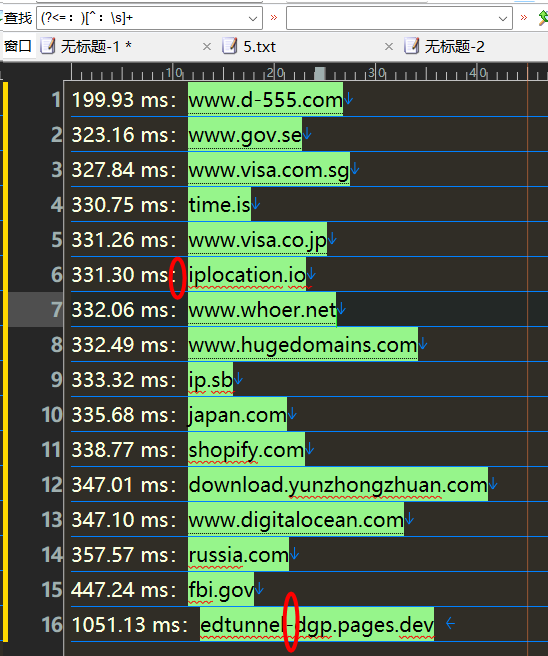 查找 (?<=：)[^：\s]+
窗口 无标题-1 * × 5.txt × 无标题-2
10 20 30 40
1 199.93 ms：www.d-555.com
2 323.16 ms：www.gov.se
3 327.84 ms：www.visa.com.sg
4 330.75 ms：time.is
5 331.26 ms：www.visa.co.jp
6 331.30 ms：iplocation.io
7 332.06 ms：www.whoer.net
8 332.49 ms：www.hugedomains.com
9 333.32 ms：ip.sb
10 335.68 ms：japan.com
11 338.77 ms：shopify.com
12 347.01 ms：download.yunzhongzhuan.com
13 347.10 ms：www.digitalocean.com
14 357.57 ms：russia.com
15 447.24 ms：fbi.gov
16 1051.13 ms：edtunnel-dgp.pages.dev